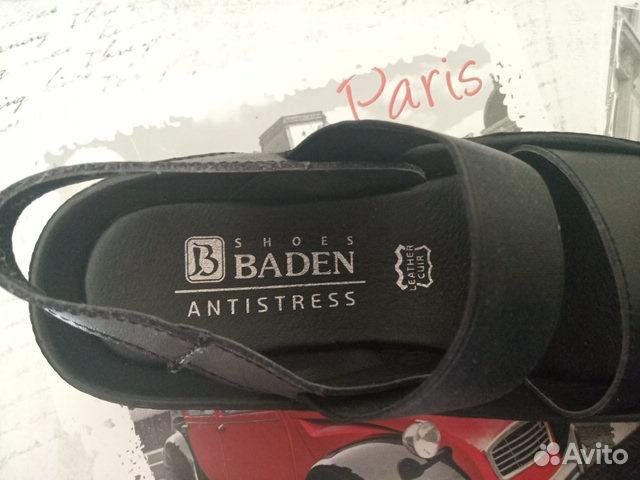 Paris
B
SHOES
BADEN
ANTISTRESS
LEATHER
CUIR
Avito